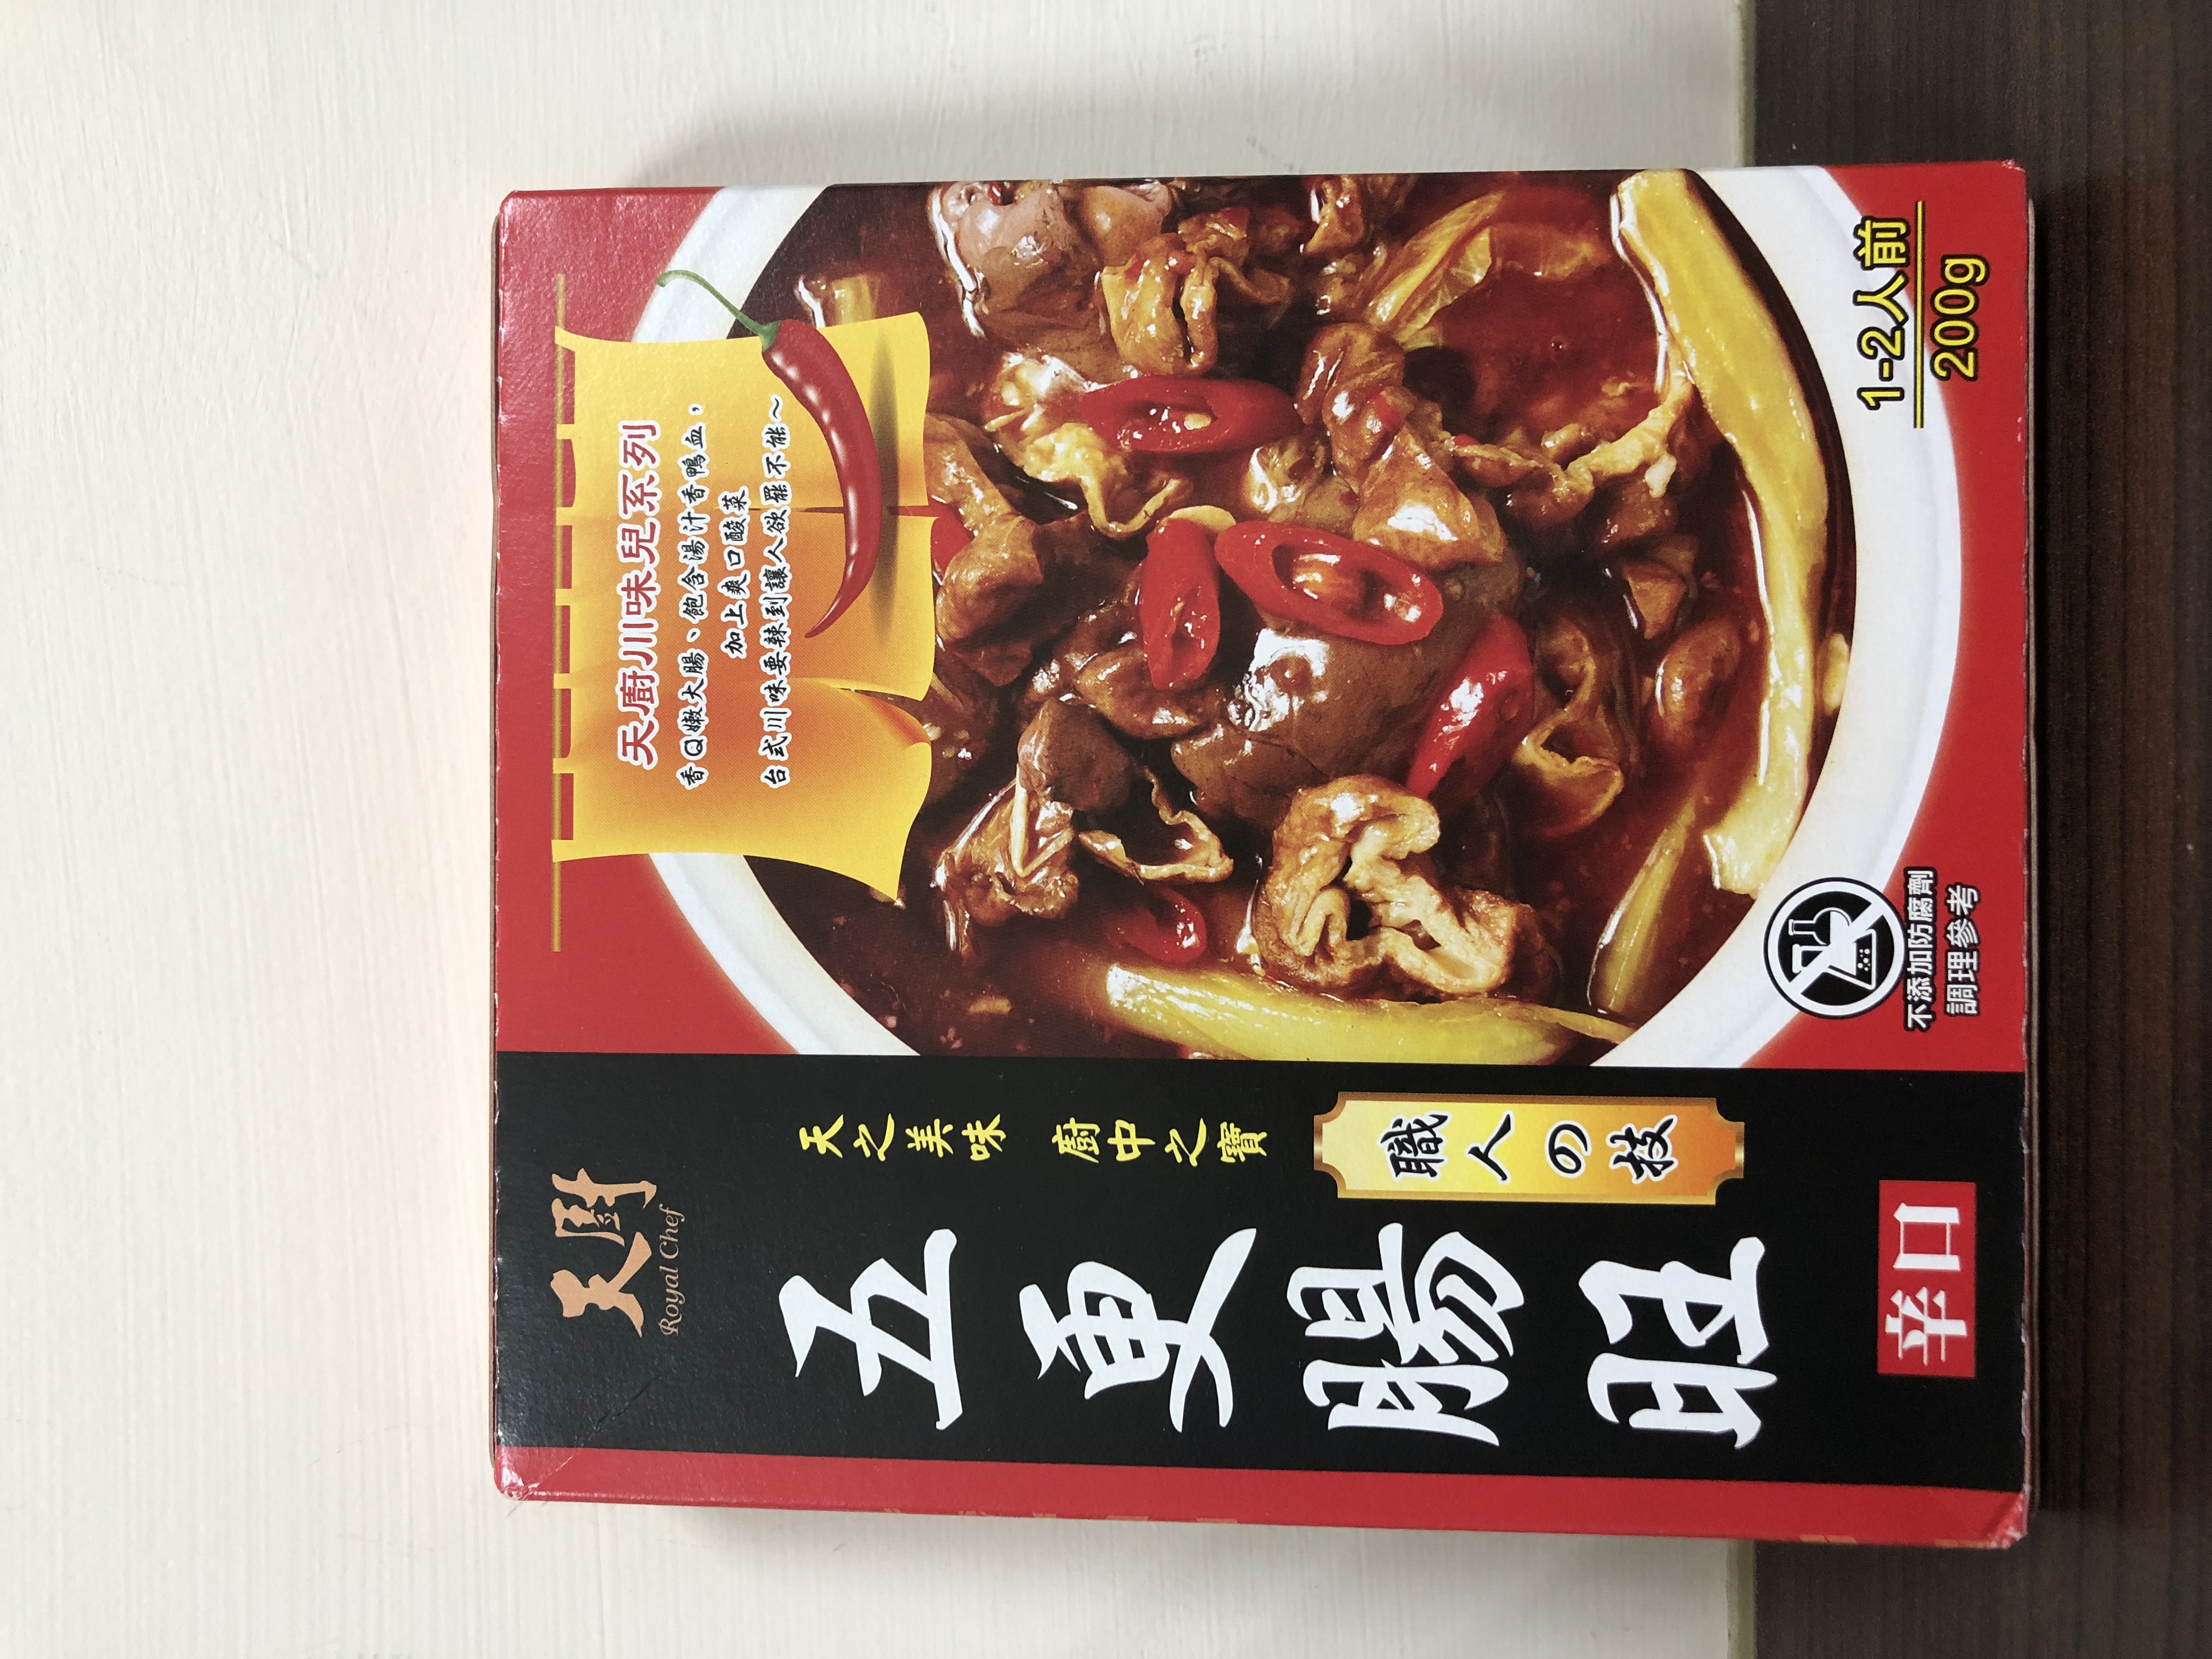 天廚
Royal Chef
五更腸旺
天之美味 廚中之寶
職人の技
辛口
天廚川味兒系列
香Q嫩大腸、飽含湯汁香鴨血,
加上爽口酸菜
台式川味要辣到讓人欲罷不能~
不添加防腐劑
調理參考
1-2人前
200g